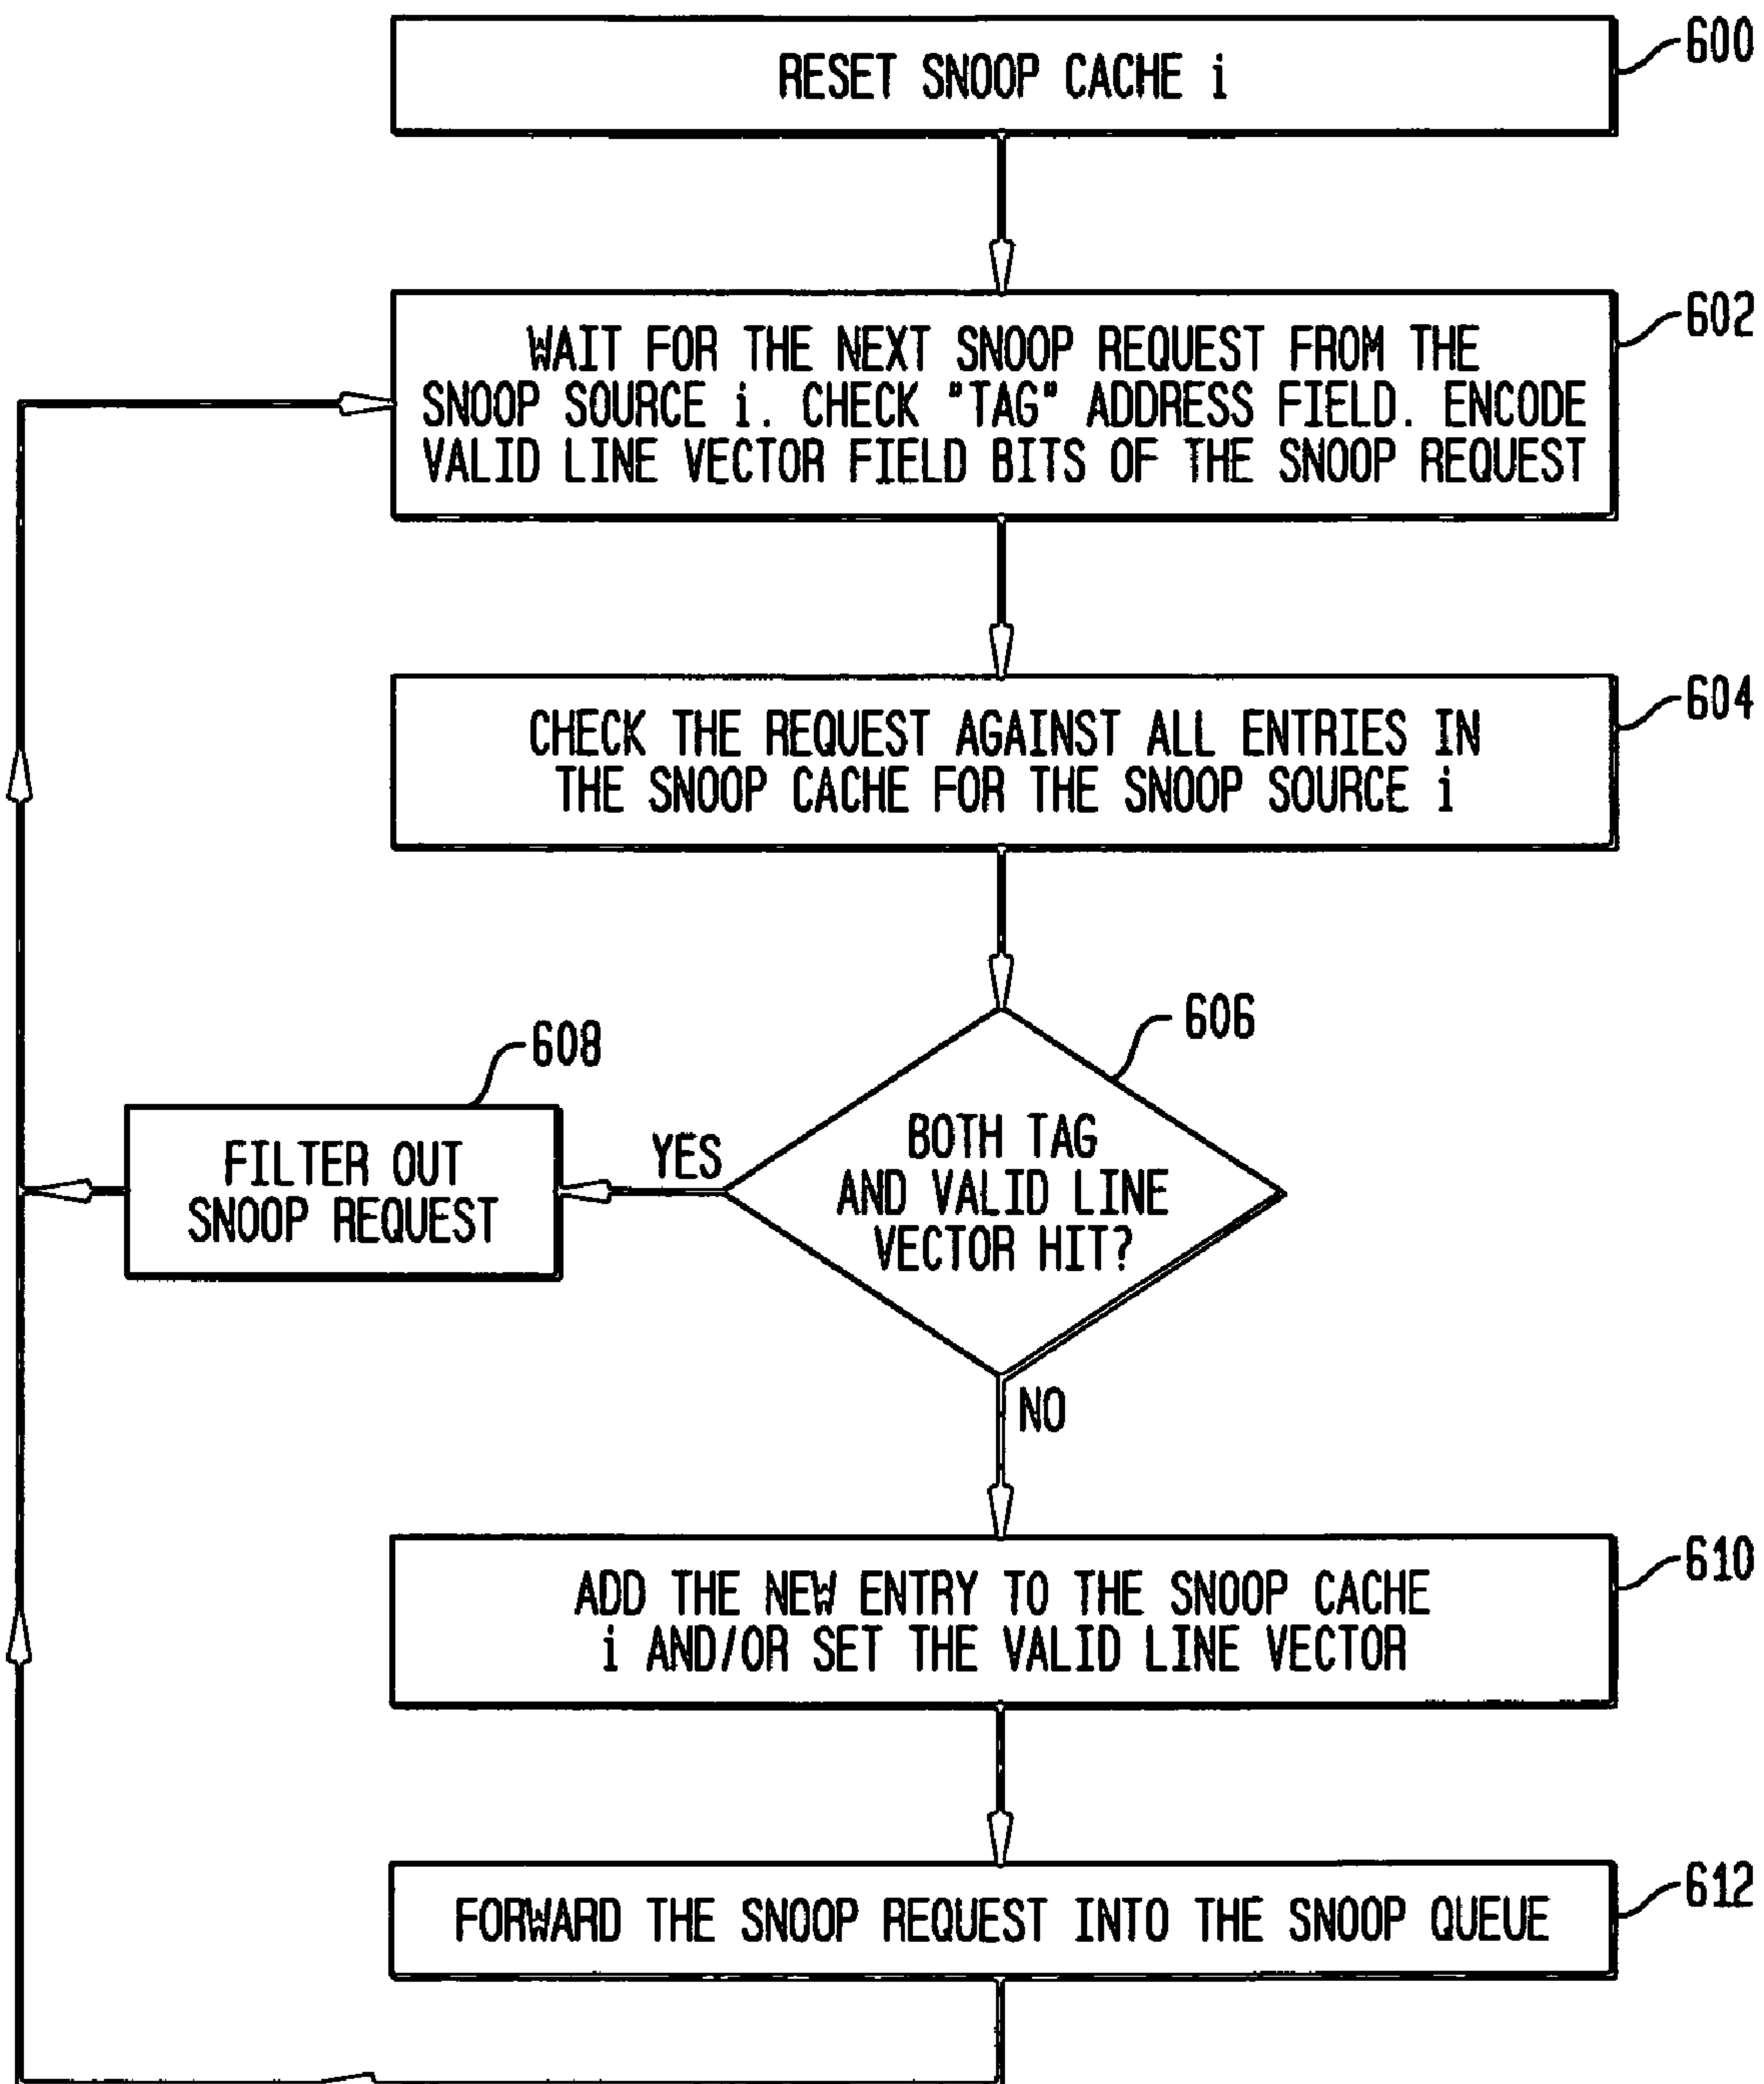 RESET SNOOP CACHE i
600
WAIT FOR THE NEXT SNOOP REQUEST FROM THE
SNOOP SOURCE i. CHECK "TAG" ADDRESS FIELD. ENCODE
VALID LINE VECTOR FIELD BITS OF THE SNOOP REQUEST
602
CHECK THE REQUEST AGAINST ALL ENTRIES IN
THE SNOOP CACHE FOR THE SNOOP SOURCE i
604
606
BOTH TAG
AND VALID LINE
VECTOR HIT?
YES
608
FILTER OUT
SNOOP REQUEST
NO
ADD THE NEW ENTRY TO THE SNOOP CACHE
i AND/OR SET THE VALID LINE VECTOR
610
FORWARD THE SNOOP REQUEST INTO THE SNOOP QUEUE
612